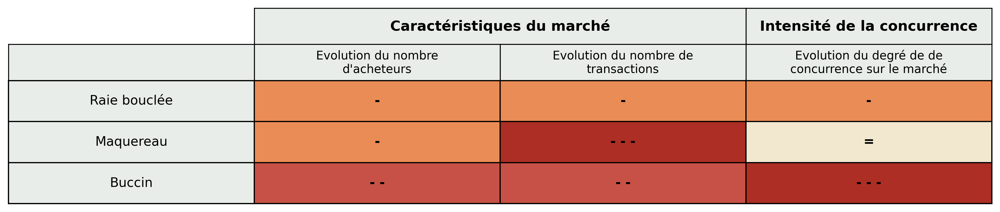 Caractéristiques du marché
Intensité de la concurrence
Evolution du nombre
d'acheteurs
Evolution du nombre de
transactions
Evolution du degré de de
concurrence sur le marché
Raie bouclée
-
-
-
Maquereau
-
- - -
=
Buccin
- -
- -
- - -